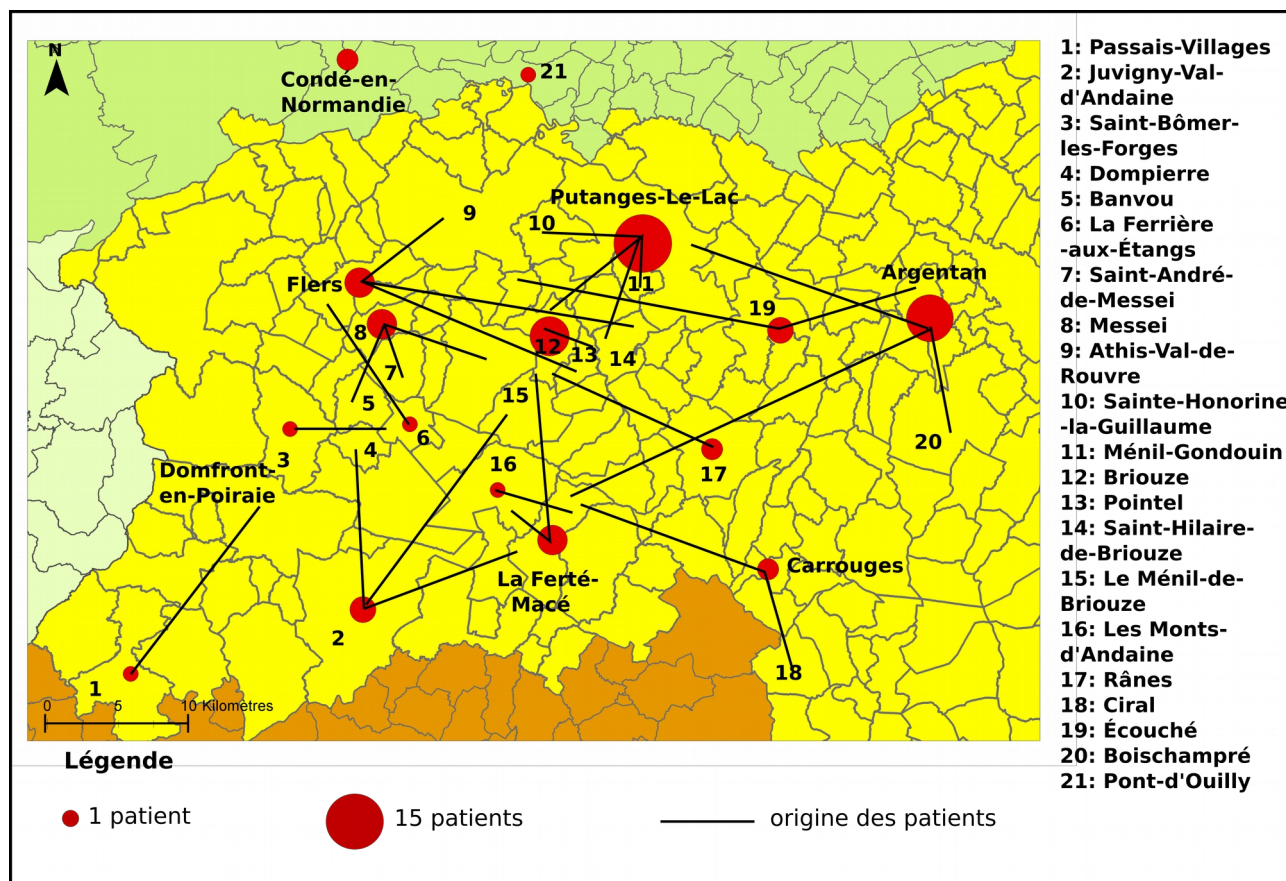 N
Condé-en-
Normandie
21
9
10
Putanges-Le-Lac
Flers
11
Argentan
19
8
12
13
14
7
5
15
20
6
4
3
16
17
Domfront-
en-Poiraie
La Ferté-
Macé
Carrouges
2
18
1
0 5 10 Kilomètres
1: Passais-Villages
2: Juvigny-Val-
d'Andaine
3: Saint-Bômer-
les-Forges
4: Dompierre
5: Banvou
6: La Ferrière
-aux-Étangs
7: Saint-André-
de-Messei
8: Messei
9: Athis-Val-de-
Rouvre
10: Sainte-Honorine
-la-Guillaume
11: Ménil-Gondouin
12: Briouze
13: Pointel
14: Saint-Hilaire-
de-Briouze
15: Le Ménil-de-
Briouze
16: Les Monts-
d'Andaine
17: Rânes
18: Ciral
19: Écouché
20: Boischampré
21: Pont-d'Ouilly
Légende
1 patient
15 patients
origine des patients